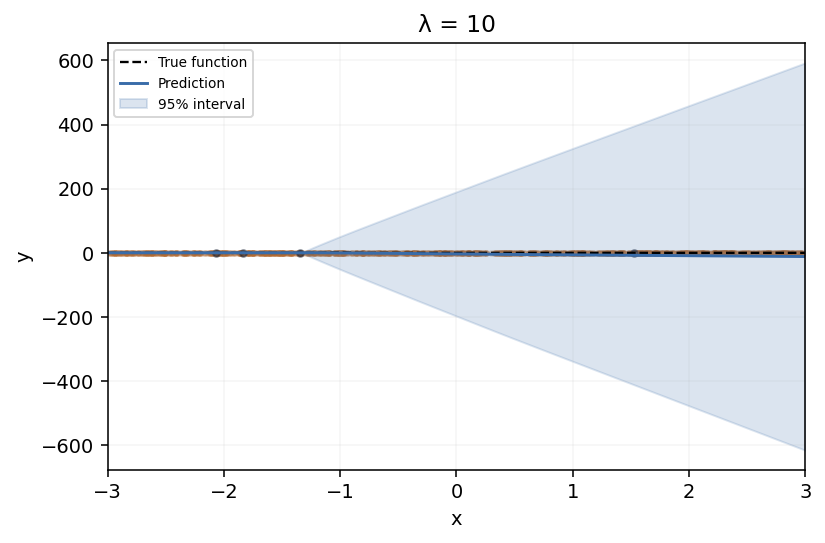 λ = 10
True function
Prediction
95% interval
600
400
200
0
−200
−400
−600
y
−3 −2 −1 0 1 2 3
x